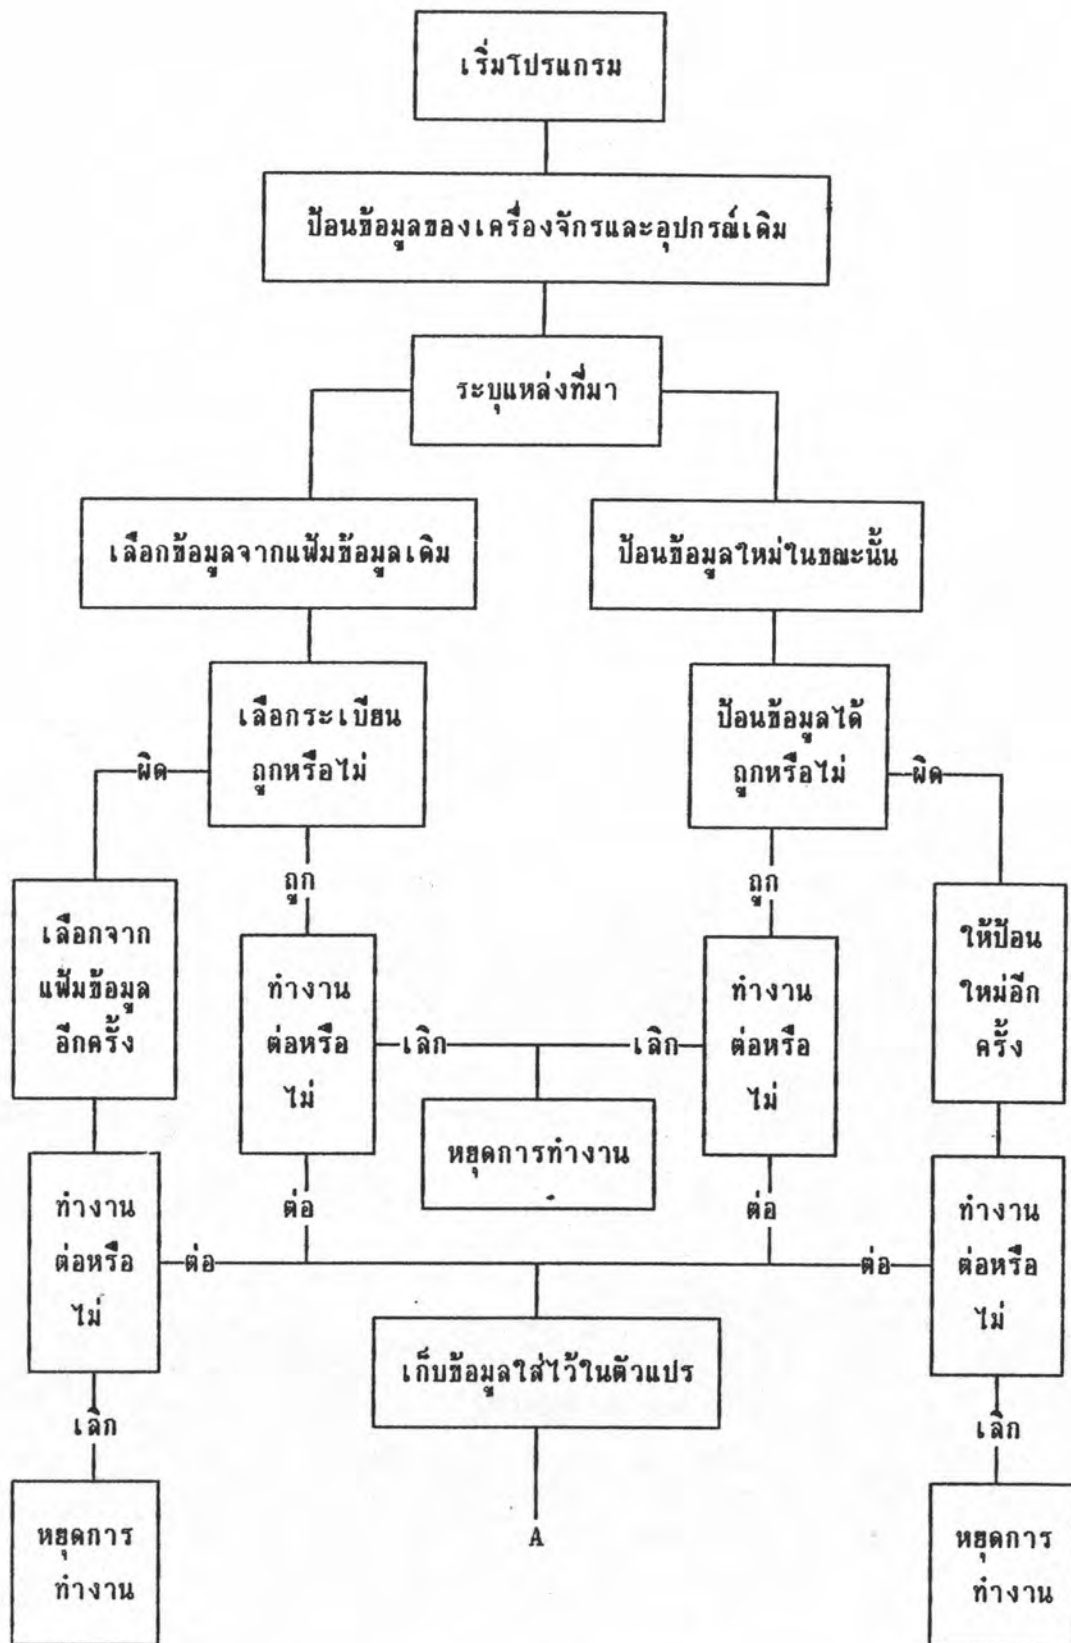 เริ่มโปรแกรม
ป้อนข้อมูลของเครื่องจักรและอุปกรณ์เดิม
ระบุแหล่งที่มา
เลือกข้อมูลจากแฟ้มข้อมูลเดิม
ป้อนข้อมูลใหม่ในขณะนั้น
เลือกระเบียน
ถูกหรือไม่
ป้อนข้อมูลได้
ถูกหรือไม่
ผิด
ผิด
ถูก
ถูก
เลือกจาก
แฟ้มข้อมูล
อีกครั้ง
ทำงาน
ต่อหรือ
ไม่
เลิก
เลิก
ทำงาน
ต่อหรือ
ไม่
ให้ป้อน
ใหม่อีก
ครั้ง
หยุดการทำงาน
ทำงาน
ต่อหรือ
ไม่
ต่อ
ต่อ
ต่อ
ต่อ
ทำงาน
ต่อหรือ
ไม่
เก็บข้อมูลใส่ไว้ในตัวแปร
เลิก
เลิก
หยุดการ
ทำงาน
A
หยุดการ
ทำงาน